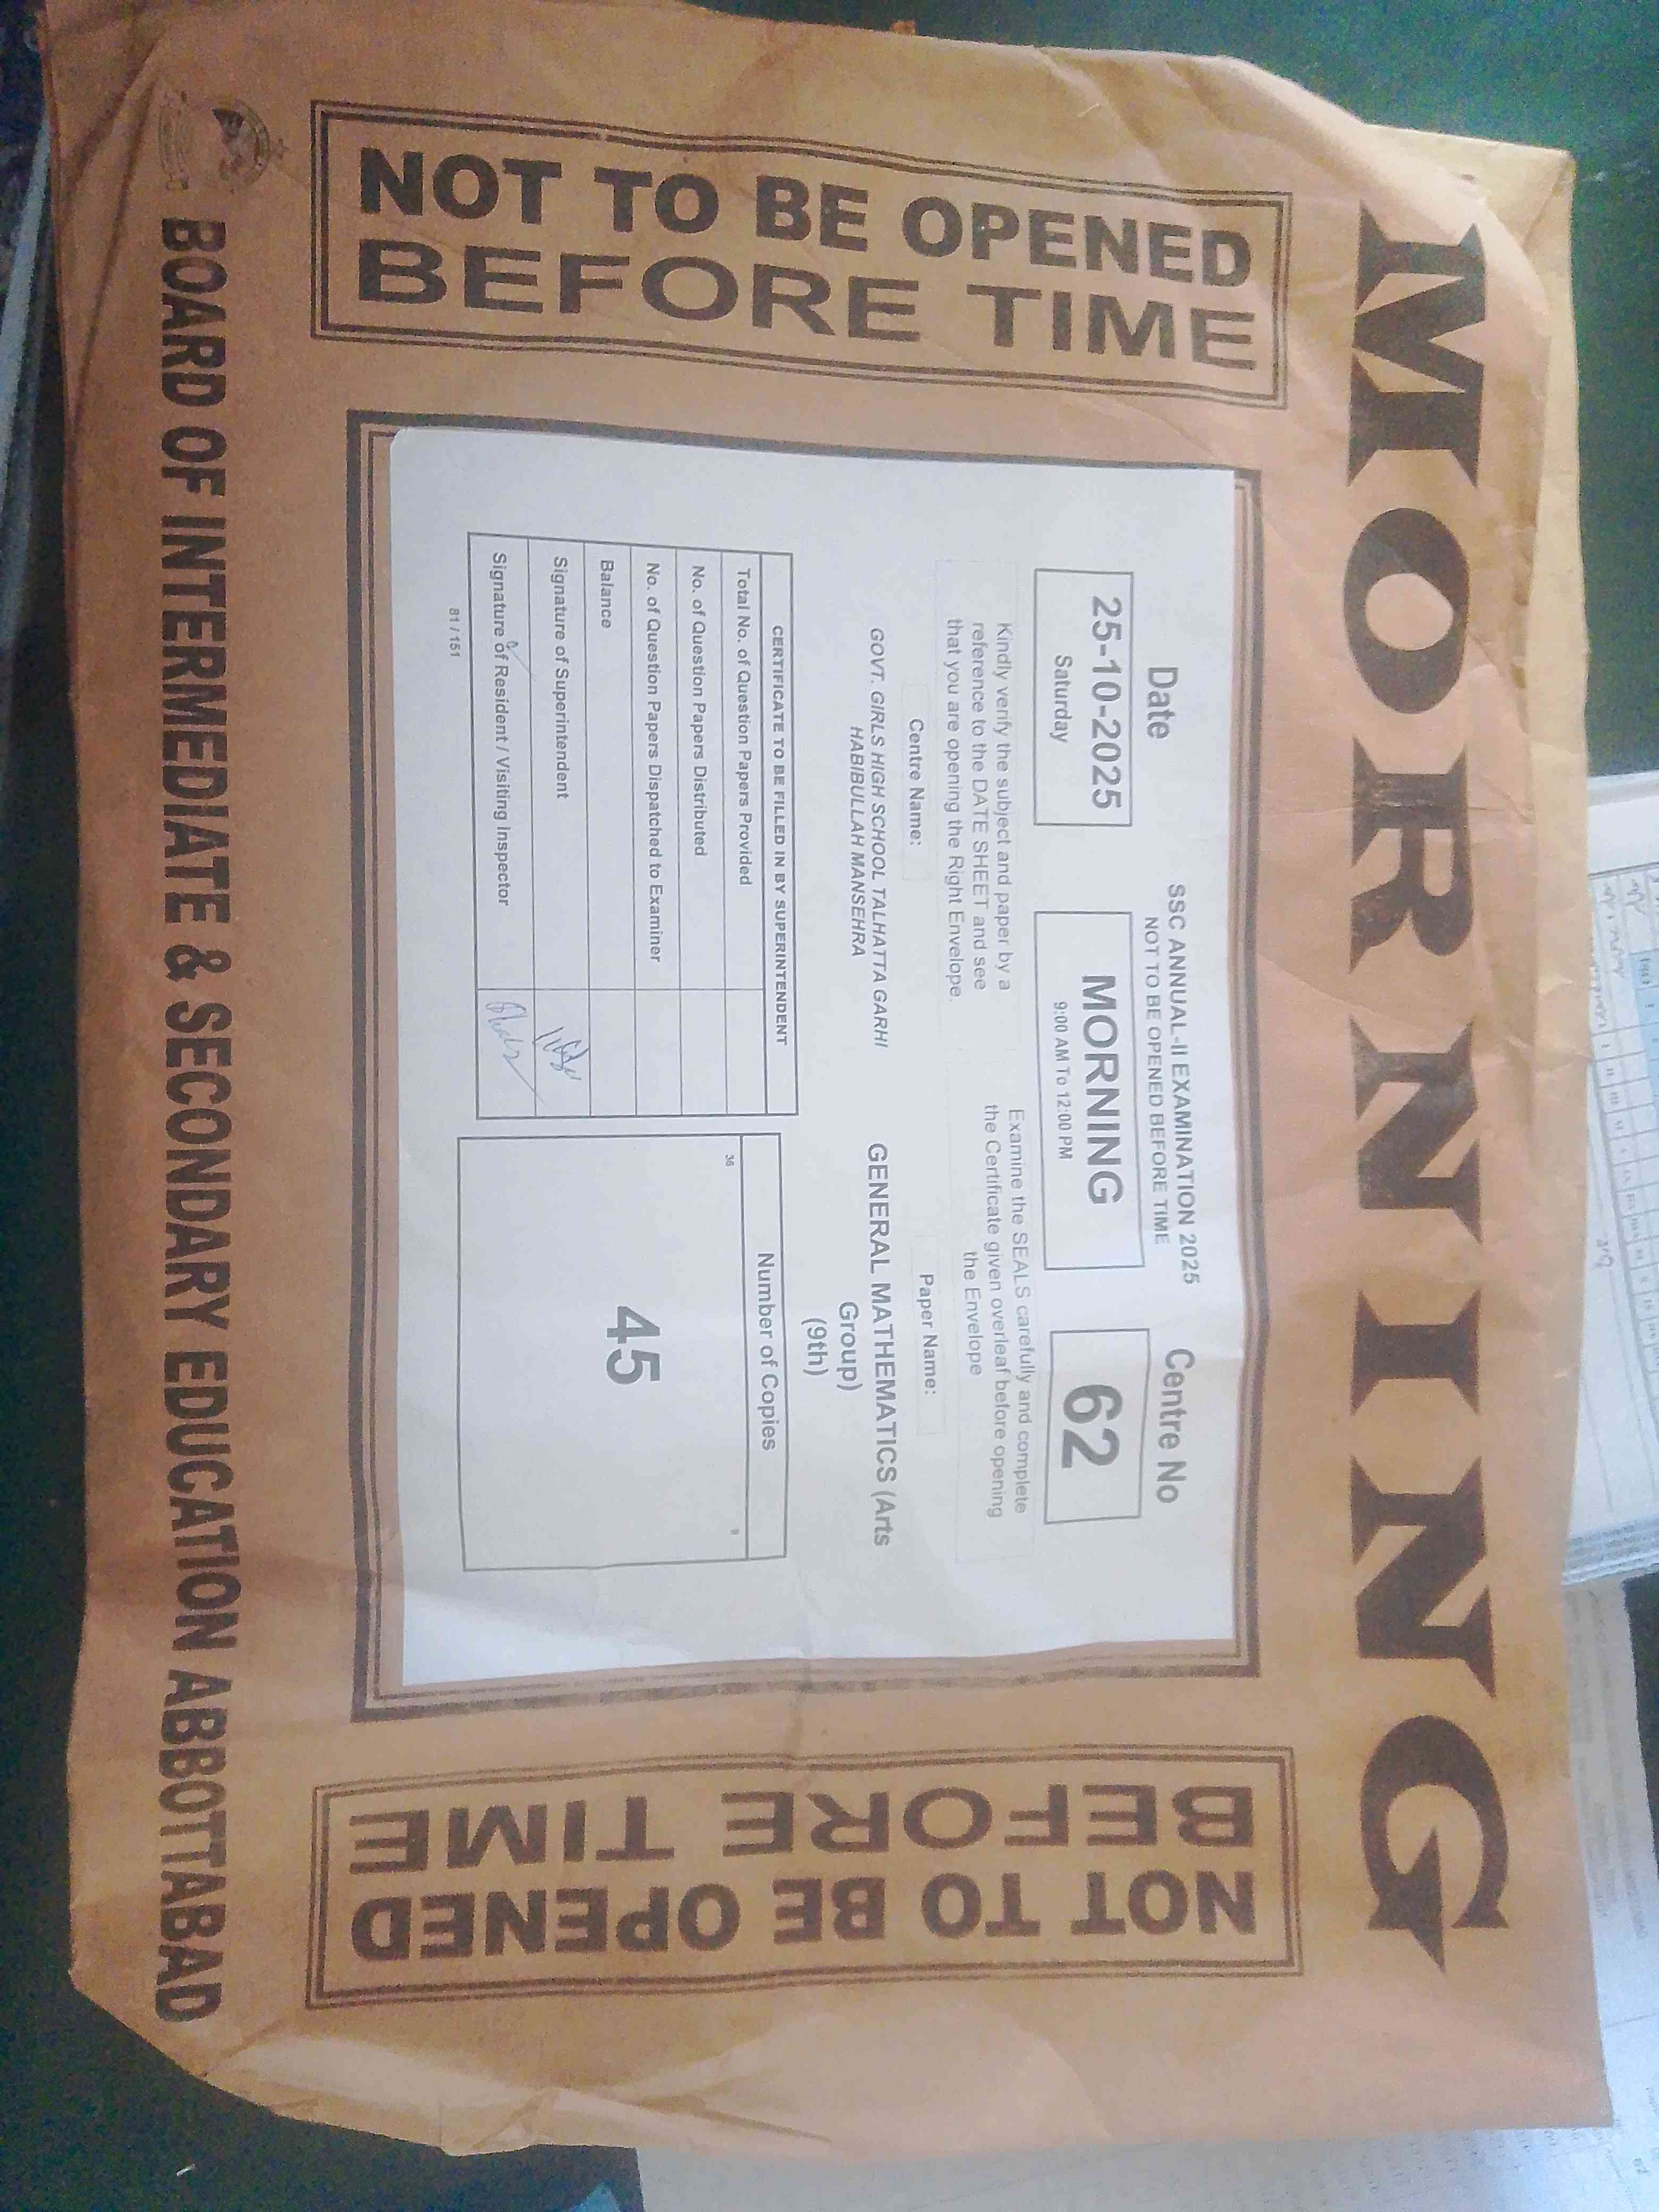 MORNING
NOT TO BE OPENED
BEFORE TIME
Date
25-10-2025
Saturday
SSC ANNUAL-II EXAMINATION 2025
NOT TO BE OPENED BEFORE TIME
MORNING
9:00 AM To 12:00 PM
Centre No
62
Kindly verify the subject and paper by a
reference to the DATE SHEET and see
that you are opening the Right Envelope.
Examine the SEALS carefully and complete
the Certificate given overleaf before opening
the Envelope
Centre Name:
GOVT. GIRLS HIGH SCHOOL TALHATTA GARHI
HABIBULLAH MANSEHRA
Paper Name:
GENERAL MATHEMATICS (Arts
Group)
(9th)
CERTIFICATE TO BE FILLED IN BY SUPERINTENDENT
Total No. of Question Papers Provided
No. of Question Papers Distributed
No. of Question Papers Dispatched to Examiner
Balance
Signature of Superintendent
Signature of Resident / Visiting Inspector
81 / 151
Number of Copies
36
9
45
NOT TO BE OPENED
BEFORE TIME
BOARD OF INTERMEDIATE & SECONDARY EDUCATION ABBOTTABAD